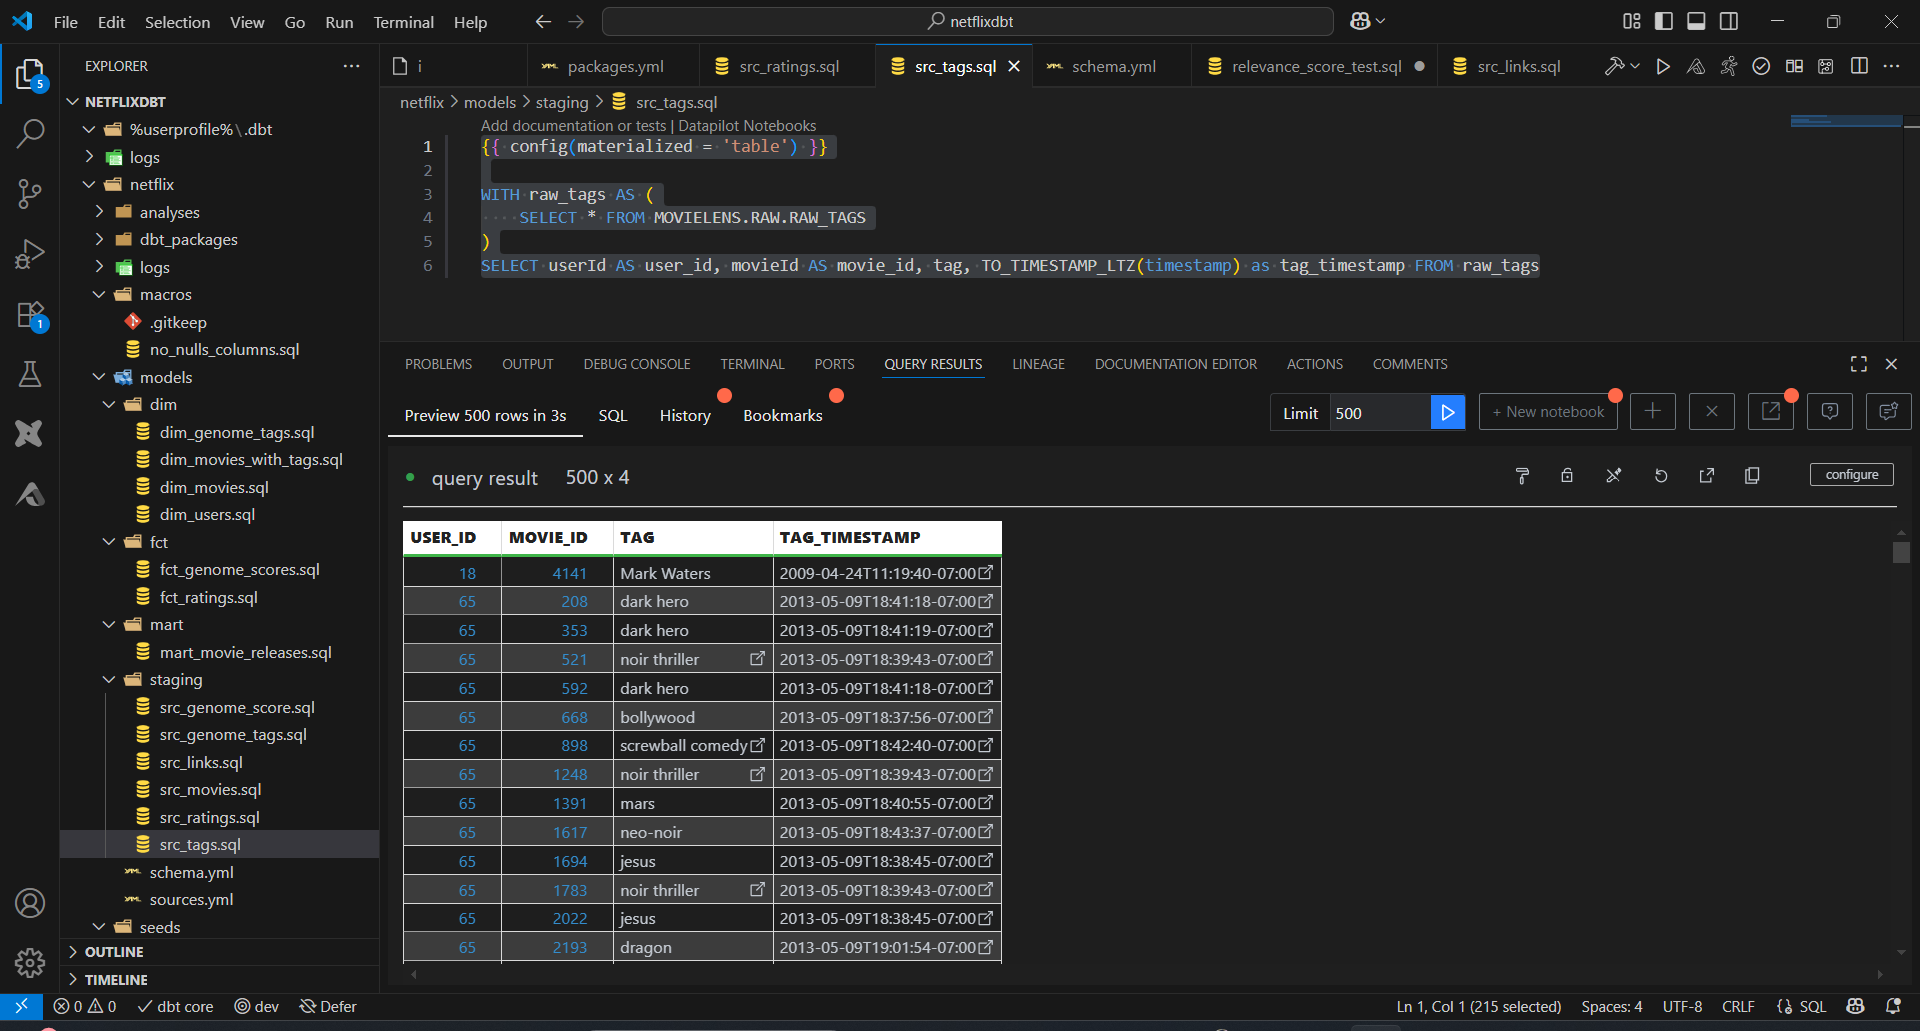 File Edit Selection View Go Run Terminal Help
netflixdbt
EXPLORER
5
i
packages.yml
src_ratings.sql
src_tags.sql
schema.yml
relevance_score_test.sql
src_links.sql
NETFLIXDBT
%userprofile%\.dbt
logs
netflix
analyses
dbt_packages
logs
macros
.gitkeep
no_nulls_columns.sql
models
dim
dim_genome_tags.sql
dim_movies_with_tags.sql
dim_movies.sql
dim_users.sql
fct
fct_genome_scores.sql
fct_ratings.sql
mart
mart_movie_releases.sql
staging
src_genome_score.sql
src_genome_tags.sql
src_links.sql
src_movies.sql
src_ratings.sql
src_tags.sql
schema.yml
sources.yml
seeds
OUTLINE
TIMELINE
1
netflix > models > staging > src_tags.sql
Add documentation or tests | Datapilot Notebooks
1 {{ config(materialized = 'table') }}
2
3 WITH raw_tags AS (
4 SELECT * FROM MOVIELENS.RAW.RAW_TAGS
5 )
6 SELECT userId AS user_id, movieId AS movie_id, tag, TO_TIMESTAMP_LTZ(timestamp) as tag_timestamp FROM raw_tags
PROBLEMS OUTPUT DEBUG CONSOLE TERMINAL PORTS QUERY RESULTS LINEAGE DOCUMENTATION EDITOR ACTIONS COMMENTS
Preview 500 rows in 3s SQL History Bookmarks
Limit 500
+ New notebook
query result 500 x 4
configure
USER_ID MOVIE_ID TAG TAG_TIMESTAMP
18 4141 Mark Waters 2009-04-24T11:19:40-07:00
65 208 dark hero 2013-05-09T18:41:18-07:00
65 353 dark hero 2013-05-09T18:41:19-07:00
65 521 noir thriller 2013-05-09T18:39:43-07:00
65 592 dark hero 2013-05-09T18:41:18-07:00
65 668 bollywood 2013-05-09T18:37:56-07:00
65 898 screwball comedy 2013-05-09T18:42:40-07:00
65 1248 noir thriller 2013-05-09T18:39:43-07:00
65 1391 mars 2013-05-09T18:40:55-07:00
65 1617 neo-noir 2013-05-09T18:43:37-07:00
65 1694 jesus 2013-05-09T18:38:45-07:00
65 1783 noir thriller 2013-05-09T18:39:43-07:00
65 2022 jesus 2013-05-09T18:38:45-07:00
65 2193 dragon 2013-05-09T19:01:54-07:00
0 0 dbt core dev Defer
Ln 1, Col 1 (215 selected) Spaces: 4 UTF-8 CRLF {} SQL